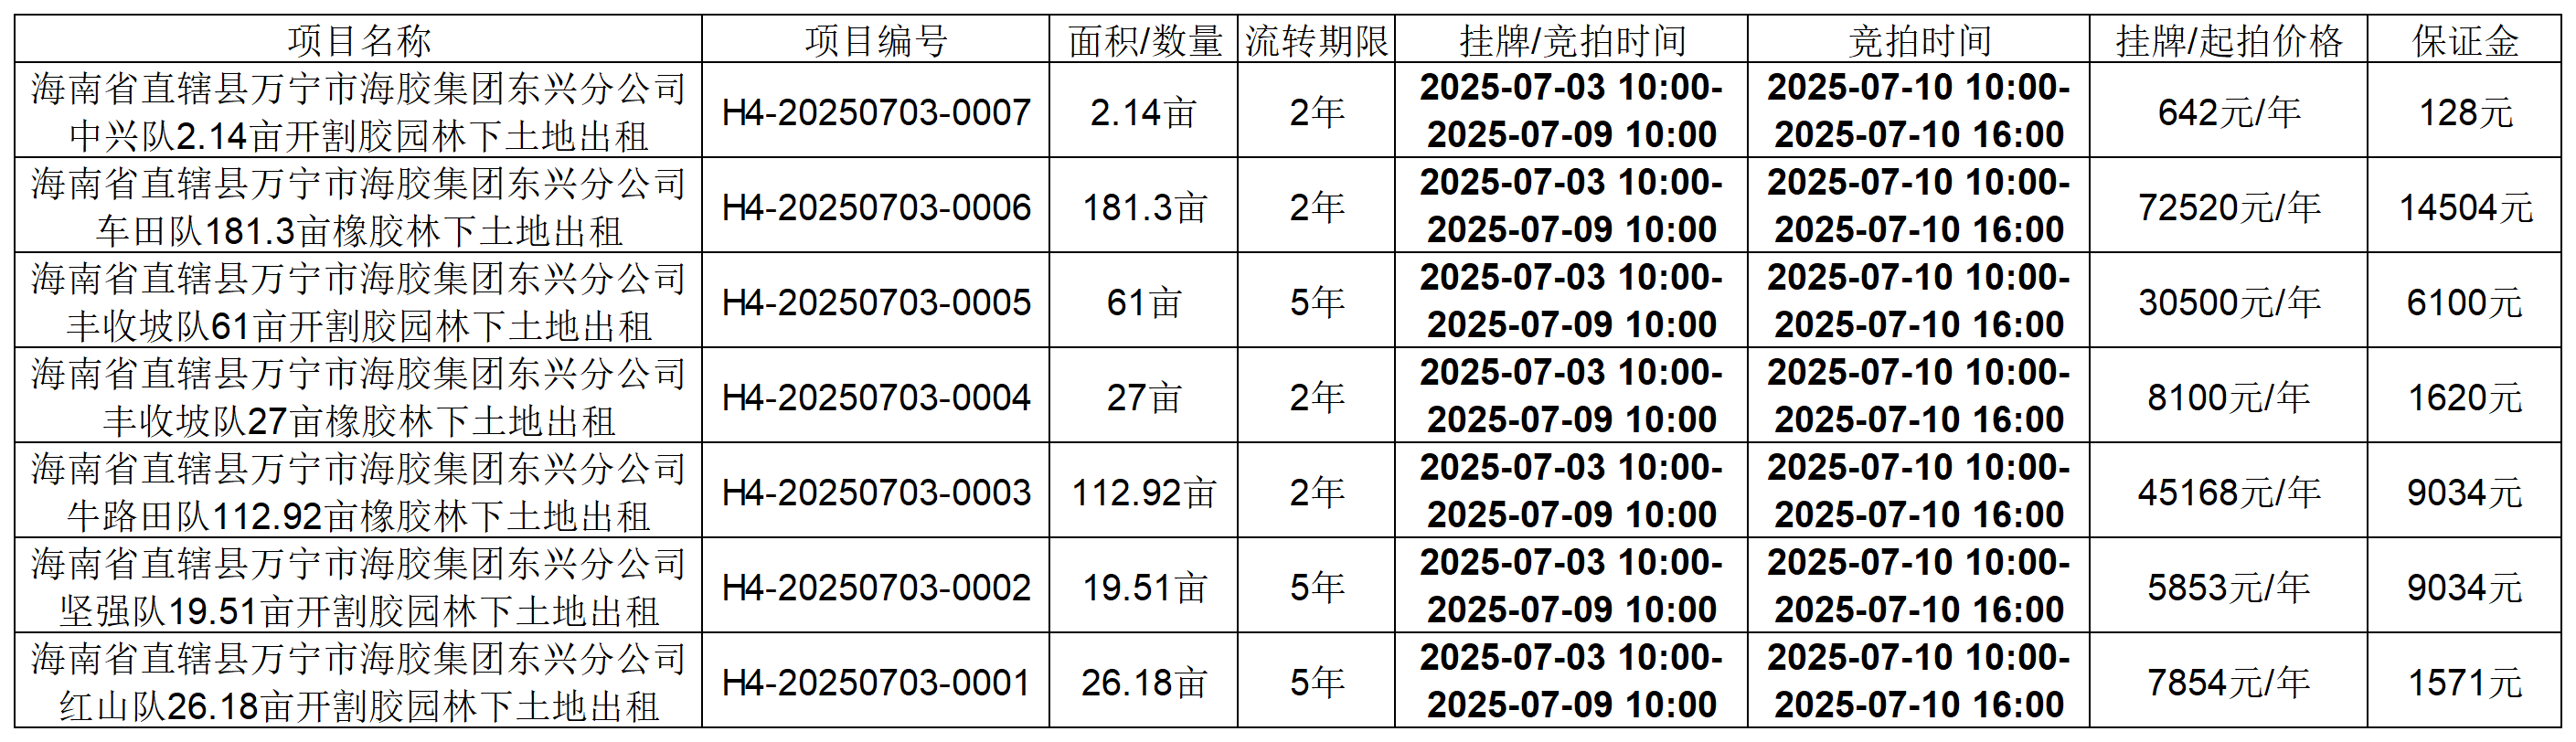 项目名称 项目编号 面积/数量 流转期限 挂牌/竞拍时间 竞拍时间 挂牌/起拍价格 保证金
海南省直辖县万宁市海胶集团东兴分公司
中兴队2.14亩开割胶园林下土地出租
H4-20250703-0007
2.14亩
2年
2025-07-03 10:00-
2025-07-09 10:00
2025-07-10 10:00-
2025-07-10 16:00
642元/年
128元
海南省直辖县万宁市海胶集团东兴分公司
车田队181.3亩橡胶林下土地出租
H4-20250703-0006
181.3亩
2年
2025-07-03 10:00-
2025-07-09 10:00
2025-07-10 10:00-
2025-07-10 16:00
72520元/年
14504元
海南省直辖县万宁市海胶集团东兴分公司
丰收坡队61亩开割胶园林下土地出租
H4-20250703-0005
61亩
5年
2025-07-03 10:00-
2025-07-09 10:00
2025-07-10 10:00-
2025-07-10 16:00
30500元/年
6100元
海南省直辖县万宁市海胶集团东兴分公司
丰收坡队27亩橡胶林下土地出租
H4-20250703-0004
27亩
2年
2025-07-03 10:00-
2025-07-09 10:00
2025-07-10 10:00-
2025-07-10 16:00
8100元/年
1620元
海南省直辖县万宁市海胶集团东兴分公司
牛路田队112.92亩橡胶林下土地出租
H4-20250703-0003
112.92亩
2年
2025-07-03 10:00-
2025-07-09 10:00
2025-07-10 10:00-
2025-07-10 16:00
45168元/年
9034元
海南省直辖县万宁市海胶集团东兴分公司
坚强队19.51亩开割胶园林下土地出租
H4-20250703-0002
19.51亩
5年
2025-07-03 10:00-
2025-07-09 10:00
2025-07-10 10:00-
2025-07-10 16:00
5853元/年
9034元
海南省直辖县万宁市海胶集团东兴分公司
红山队26.18亩开割胶园林下土地出租
H4-20250703-0001
26.18亩
5年
2025-07-03 10:00-
2025-07-09 10:00
2025-07-10 10:00-
2025-07-10 16:00
7854元/年
1571元